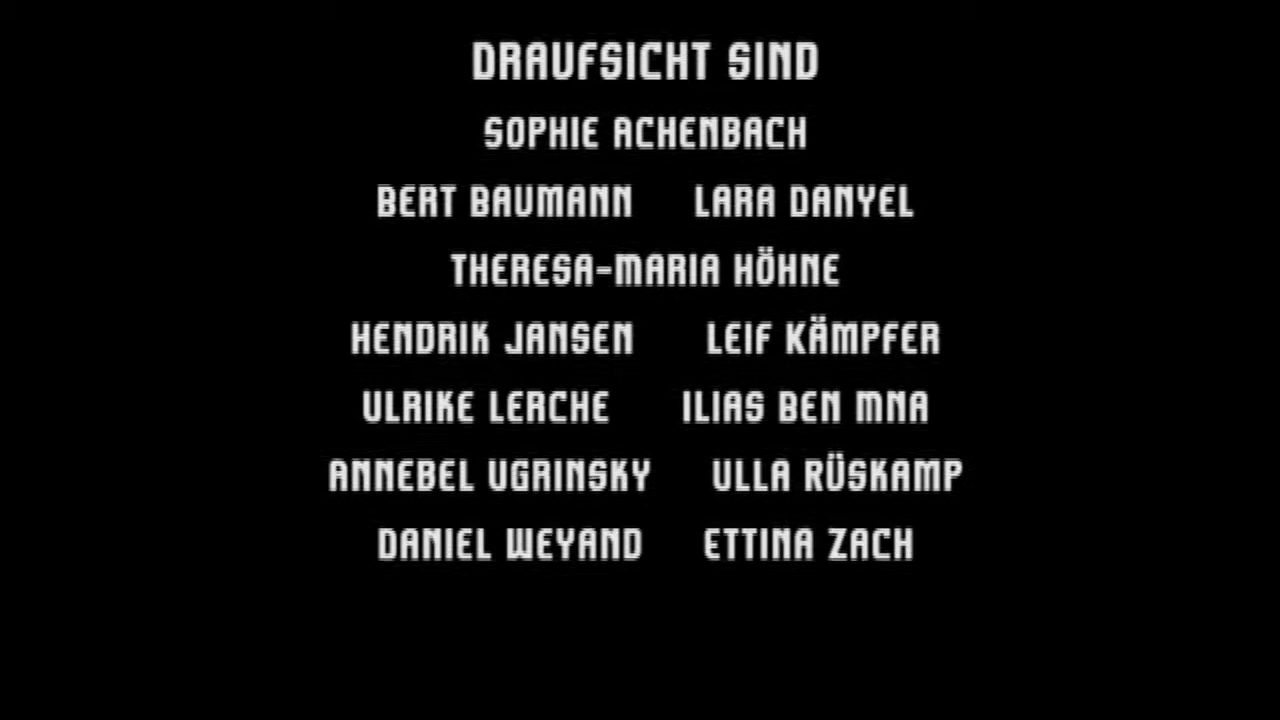 DRAUFSICHT SIND
SOPHIE ACHENBACH
BERT BAUMANN LARA DANYEL
THERESA-MARIA HÖHNE
HENDRIK JANSEN LEIF KÄMPFER
ULRIKE LERCHE ILIAS BEN MNA
ANNEBEL UGRINSKY ULLA RÜSKAMP
DANIEL WEYAND ETTINA ZACH